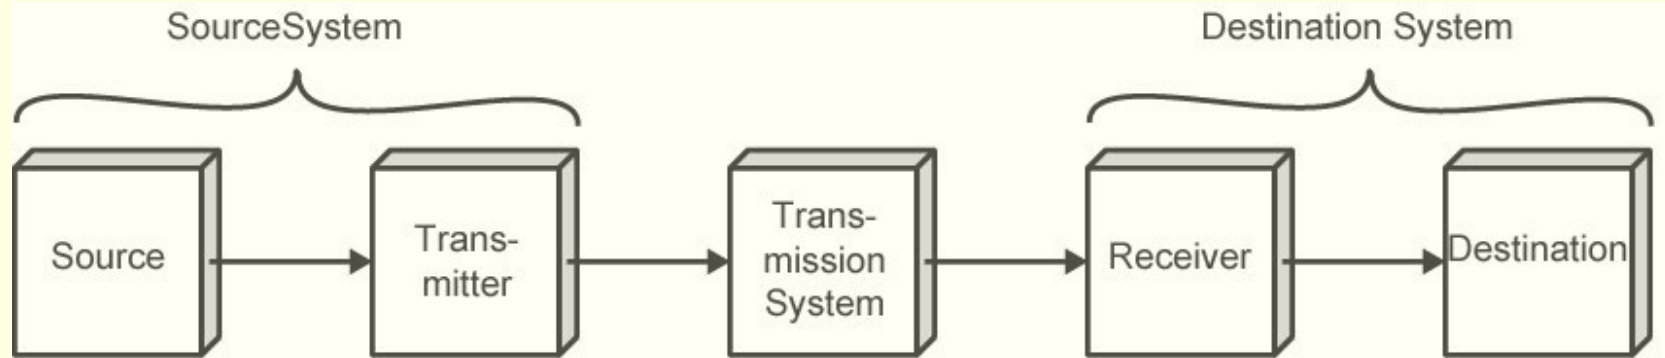 SourceSystem
Destination System
Source
Trans-
mitter
Trans-
mission
System
Receiver
Destination